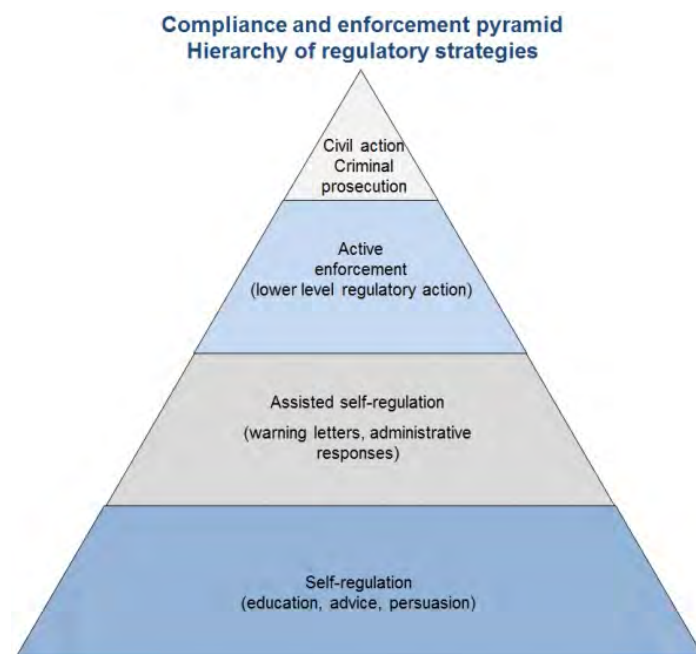 Compliance and enforcement pyramid
Hierarchy of regulatory strategies
Civil action
Criminal
prosecution
Active
enforcement
(lower level regulatory action)
Assisted self-regulation
(warning letters, administrative
responses)
Self-regulation
(education, advice, persuasion)